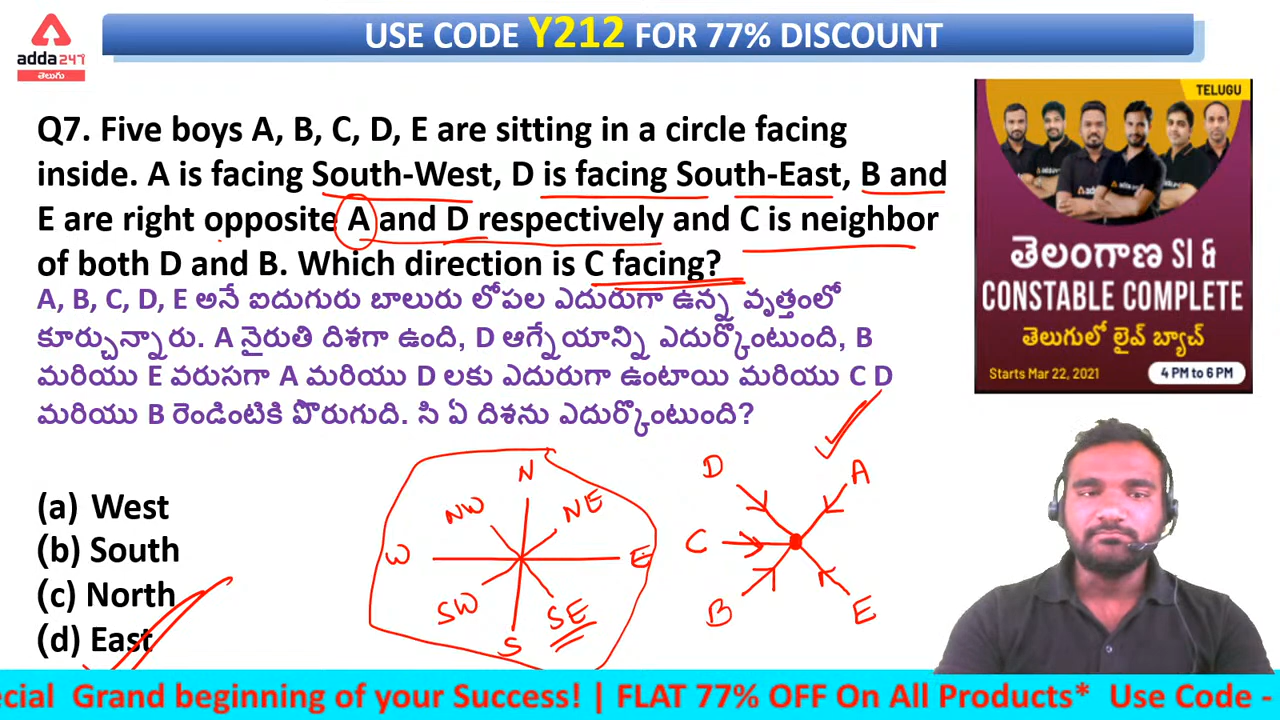 USE CODE Y212 FOR 77% DISCOUNT
adda247
తెలుగు
Q7. Five boys A, B, C, D, E are sitting in a circle facing
inside. A is facing South-West, D is facing South-East, B and
E are right opposite A and D respectively and C is neighbor
of both D and B. Which direction is C facing?
A, B, C, D, E అనే ఐదుగురు బాలురు లోపల ఎదురుగా ఉన్న వృత్తంలో
కూర్చున్నారు. A నైరుతి దిశగా ఉంది, D ఆగ్నేయాన్ని ఎదుర్కొంటుంది, B
మరియు E వరుసగా A మరియు D లకు ఎదురుగా ఉంటాయి మరియు C D
మరియు B రెండింటికి పొరుగుది. సి ఏ దిశను ఎదుర్కొంటుంది?
(a) West
(b) South
(c) North
(d) East
N
NW NE
W E
SW SE
S
D A
C
B E
TELUGU
తెలంగాణ SI &
CONSTABLE COMPLETE
తెలుగులో లైవ్ బ్యాచ్
Starts Mar 22, 2021 4 PM to 6 PM
ecial Grand beginning of your Success! | FLAT 77% OFF On All Products* Use Code -